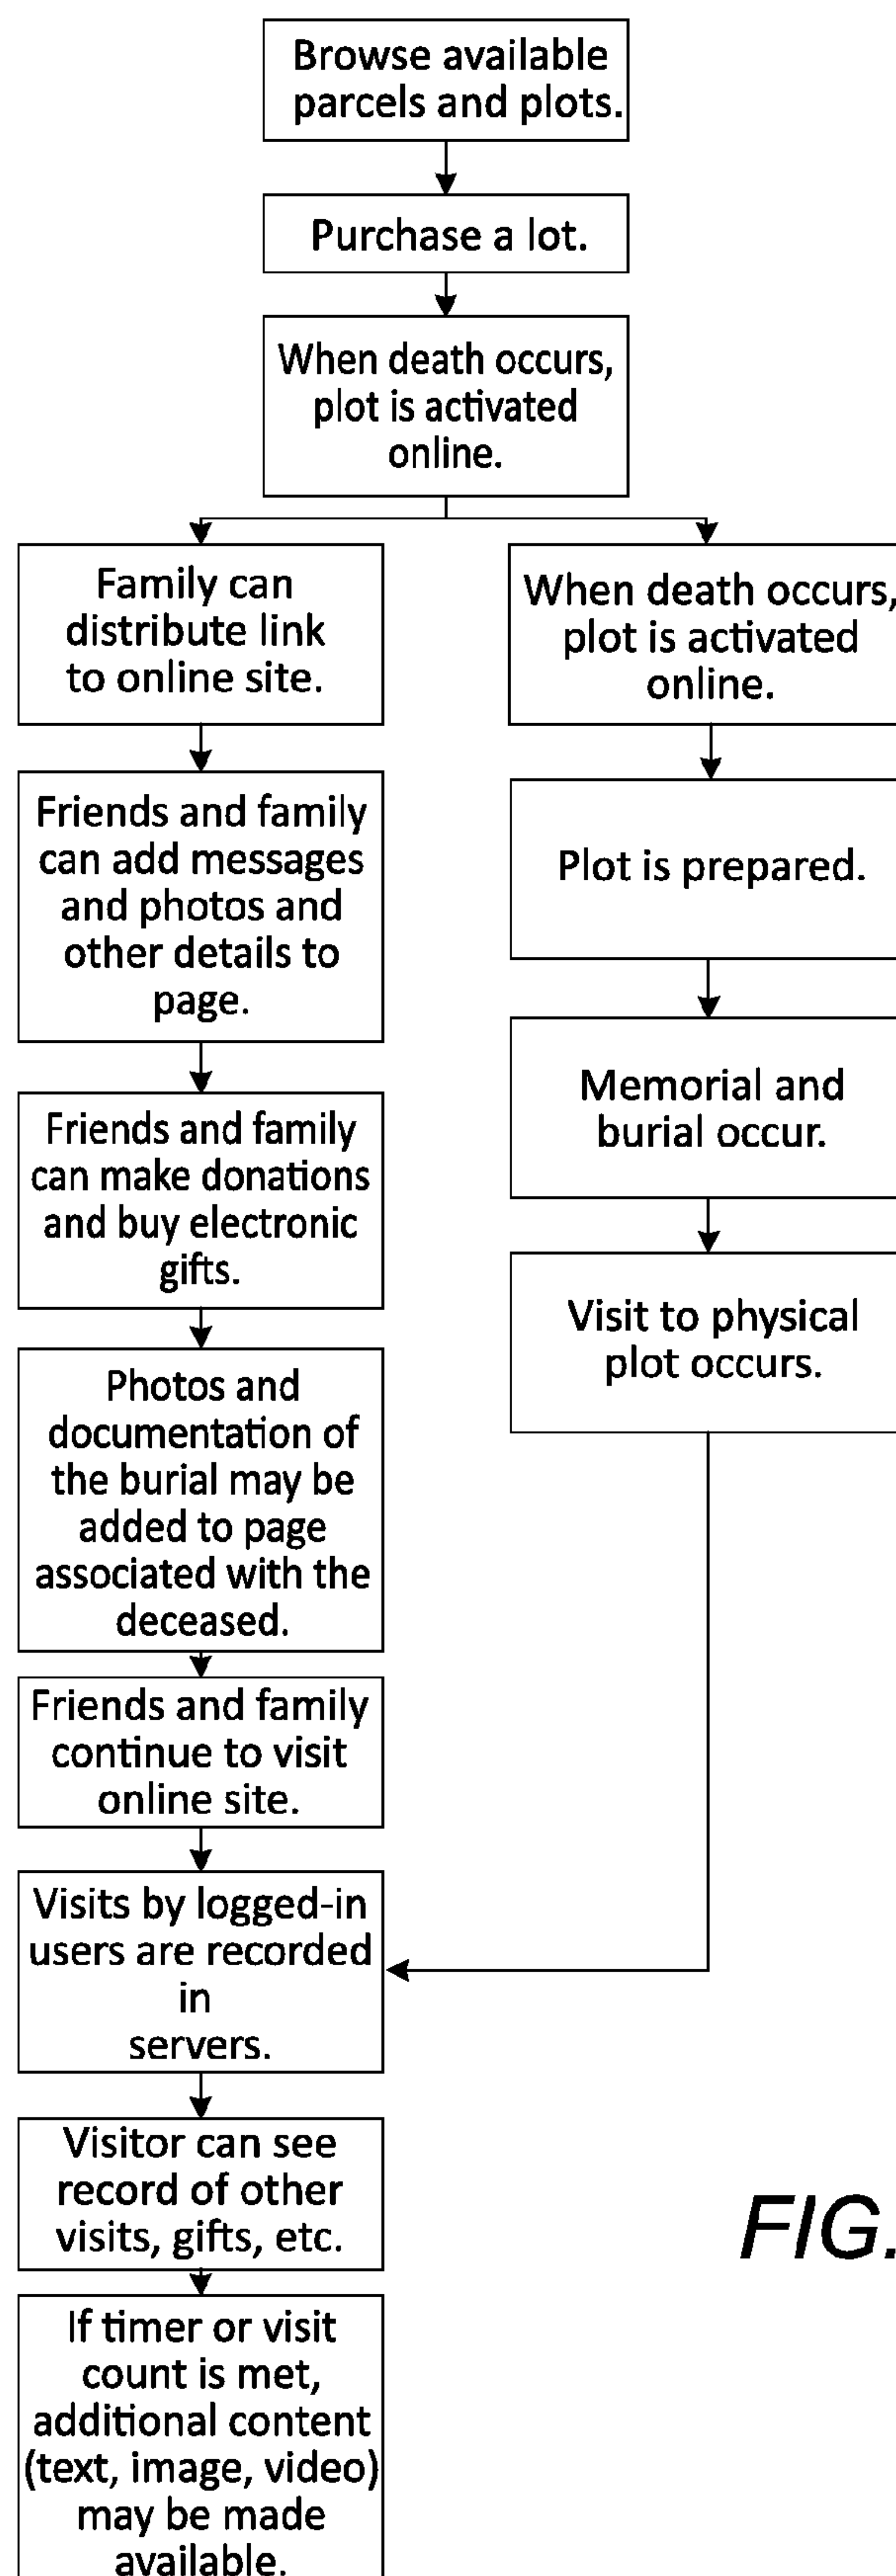 Browse available
parcels and plots.
Purchase a lot.
When death occurs,
plot is activated
online.
Family can
distribute link
to online site.
Friends and family
can add messages
and photos and
other details to
page.
Friends and family
can make donations
and buy electronic
gifts.
Photos and
documentation of
the burial may be
added to page
associated with the
deceased.
Friends and family
continue to visit
online site.
When death occurs,
plot is activated
online.
Plot is prepared.
Memorial and
burial occur.
Visit to physical
plot occurs.
Visits by logged-in
users are recorded
in
servers.
Visitor can see
record of other
visits, gifts, etc.
If timer or visit
count is met,
additional content
(text, image, video)
may be made
available.
FIG.